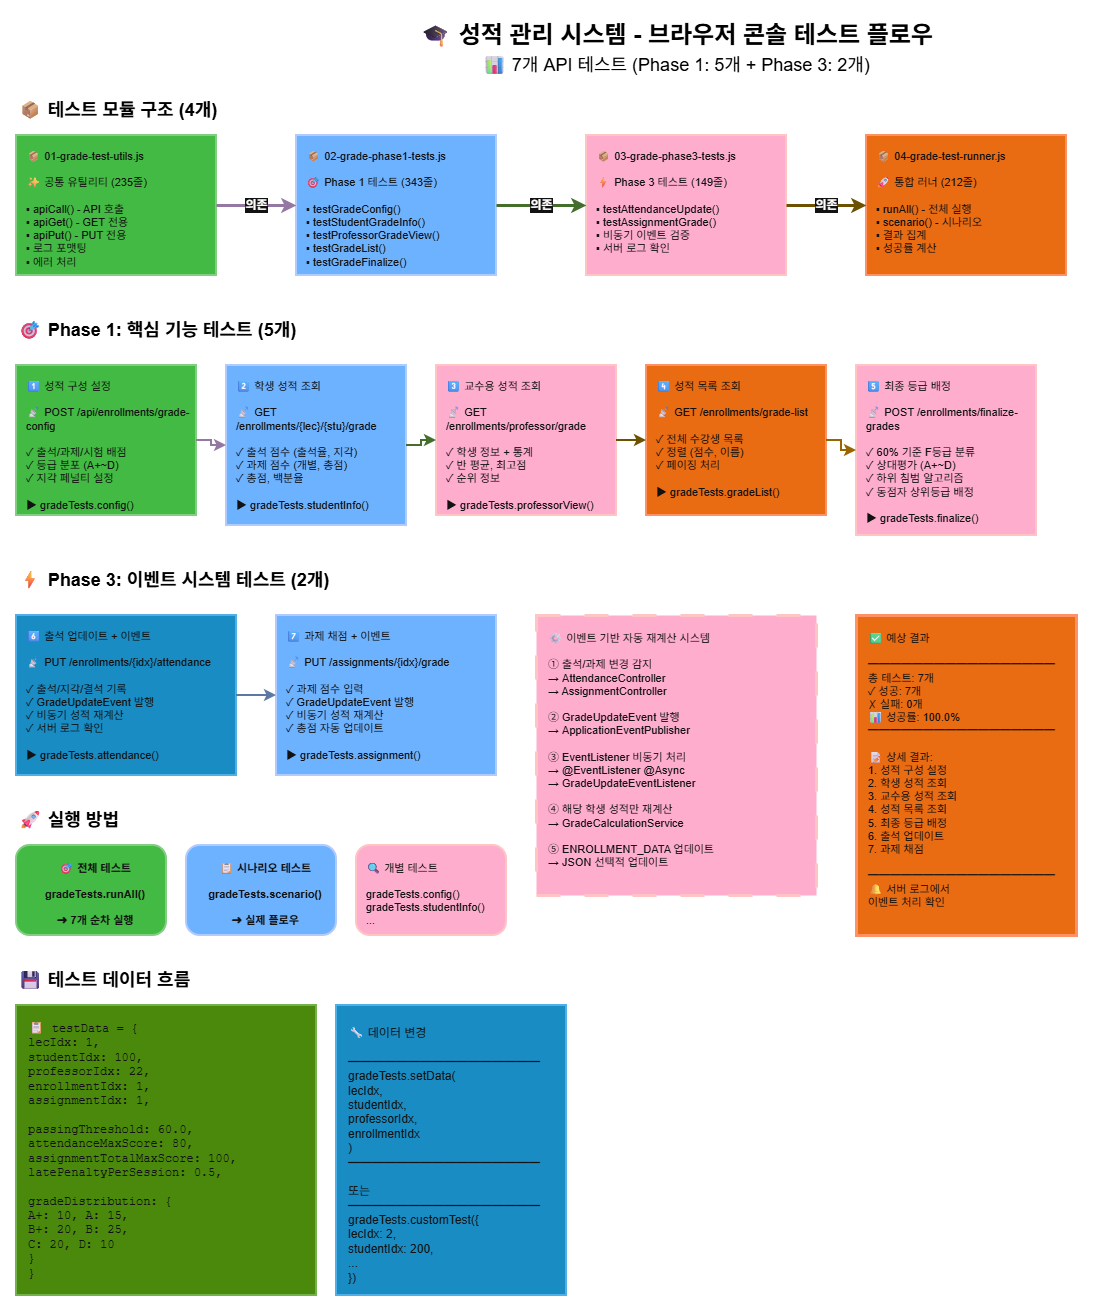 🎓 성적 관리 시스템 - 브라우저 콘솔 테스트 플로우
📊 7개 API 테스트 (Phase 1: 5개 + Phase 3: 2개)
📦 테스트 모듈 구조 (4개)
📦 01-grade-test-utils.js
✨ 공통 유틸리티 (235줄)
▪ apiCall() - API 호출
▪ apiGet() - GET 전용
▪ apiPut() - PUT 전용
▪ 로그 포맷팅
▪ 에러 처리
의존
📦 02-grade-phase1-tests.js
🎯 Phase 1 테스트 (343줄)
▪ testGradeConfig()
▪ testStudentGradeInfo()
▪ testProfessorGradeView()
▪ testGradeList()
▪ testGradeFinalize()
의존
📦 03-grade-phase3-tests.js
⚡ Phase 3 테스트 (149줄)
▪ testAttendanceUpdate()
▪ testAssignmentGrade()
▪ 비동기 이벤트 검증
▪ 서버 로그 확인
의존
📦 04-grade-test-runner.js
🚀 통합 러너 (212줄)
▪ runAll() - 전체 실행
▪ scenario() - 시나리오
▪ 결과 집계
▪ 성공률 계산
🎯 Phase 1: 핵심 기능 테스트 (5개)
1️⃣ 성적 구성 설정
📡 POST /api/enrollments/grade-
config
✓ 출석/과제/시험 배점
✓ 등급 분포 (A+~D)
✓ 지각 페널티 설정
▶ gradeTests.config()
2️⃣ 학생 성적 조회
📡 GET
/enrollments/{lec}/{stu}/grade
✓ 출석 점수 (출석율, 지각)
✓ 과제 점수 (개별, 총점)
✓ 총점, 백분율
▶ gradeTests.studentInfo()
3️⃣ 교수용 성적 조회
📡 GET
/enrollments/professor/grade
✓ 학생 정보 + 통계
✓ 반 평균, 최고점
✓ 순위 정보
▶ gradeTests.professorView()
4️⃣ 성적 목록 조회
📡 GET /enrollments/grade-list
✓ 전체 수강생 목록
✓ 정렬 (점수, 이름)
✓ 페이징 처리
▶ gradeTests.gradeList()
5️⃣ 최종 등급 배정
📡 POST /enrollments/finalize-
grades
✓ 60% 기준 F등급 분류
✓ 상대평가 (A+~D)
✓ 하위 침범 알고리즘
✓ 동점자 상위등급 배정
▶ gradeTests.finalize()
⚡ Phase 3: 이벤트 시스템 테스트 (2개)
6️⃣ 출석 업데이트 + 이벤트
📡 PUT /enrollments/{idx}/attendance
✓ 출석/지각/결석 기록
✓ GradeUpdateEvent 발행
✓ 비동기 성적 재계산
✓ 서버 로그 확인
▶ gradeTests.attendance()
7️⃣ 과제 채점 + 이벤트
📡 PUT /assignments/{idx}/grade
✓ 과제 점수 입력
✓ GradeUpdateEvent 발행
✓ 비동기 성적 재계산
✓ 총점 자동 업데이트
▶ gradeTests.assignment()
이벤트 기반 자동 재계산 시스템
① 출석/과제 변경 감지
→ AttendanceController
→ AssignmentController
② GradeUpdateEvent 발행
→ ApplicationEventPublisher
③ EventListener 비동기 처리
→ @EventListener @Async
→ GradeUpdateEventListener
④ 해당 학생 성적만 재계산
→ GradeCalculationService
⑤ ENROLLMENT_DATA 업데이트
→ JSON 선택적 업데이트
✅ 예상 결과
총 테스트: 7개
✓ 성공: 7개
✗ 실패: 0개
📊 성공률: 100.0%
📝 상세 결과:
1. 성적 구성 설정
2. 학생 성적 조회
3. 교수용 성적 조회
4. 성적 목록 조회
5. 최종 등급 배정
6. 출석 업데이트
7. 과제 채점
🔔 서버 로그에서
이벤트 처리 확인
🚀 실행 방법
🎯 전체 테스트
gradeTests.runAll()
➜ 7개 순차 실행
📋 시나리오 테스트
gradeTests.scenario()
➜ 실제 플로우
🔍 개별 테스트
gradeTests.config()
gradeTests.studentInfo()
...
💾 테스트 데이터 흐름
📋 testData = {
lecIdx: 1,
studentIdx: 100,
professorIdx: 22,
enrollmentIdx: 1,
assignmentIdx: 1,
passingThreshold: 60.0,
attendanceMaxScore: 80,
assignmentTotalMaxScore: 100,
latePenaltyPerSession: 0.5,
gradeDistribution: {
A+: 10, A: 15,
B+: 20, B: 25,
C: 20, D: 10
}
}
🔧 데이터 변경
gradeTests.setData(
lecIdx,
studentIdx,
professorIdx,
enrollmentIdx
)
또는
gradeTests.customTest({
lecIdx: 2,
studentIdx: 200,
...
})